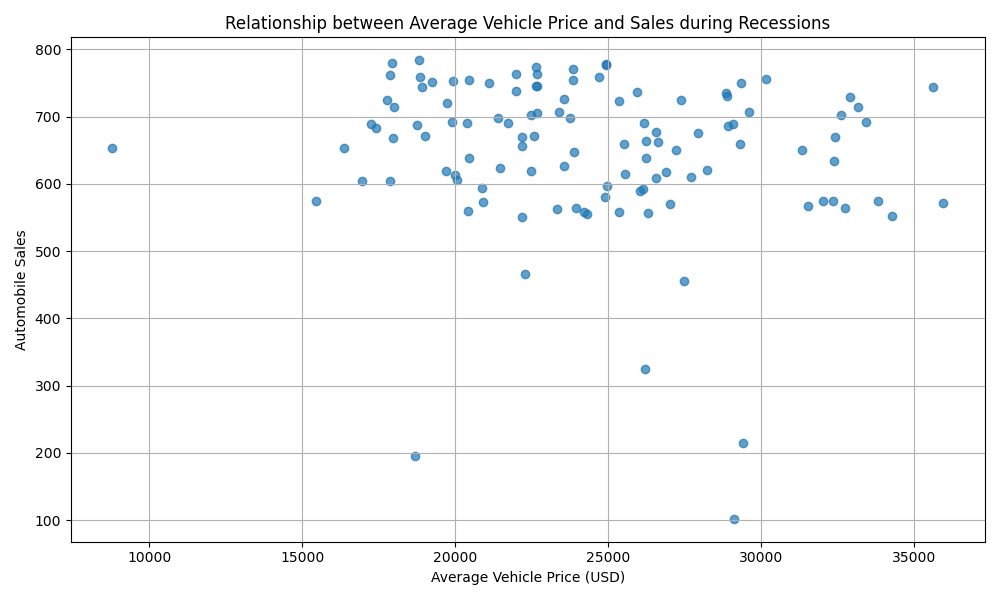 Relationship between Average Vehicle Price and Sales during Recessions
800
700
600
500
400
300
200
100
Automobile Sales
10000 15000 20000 25000 30000 35000
Average Vehicle Price (USD)